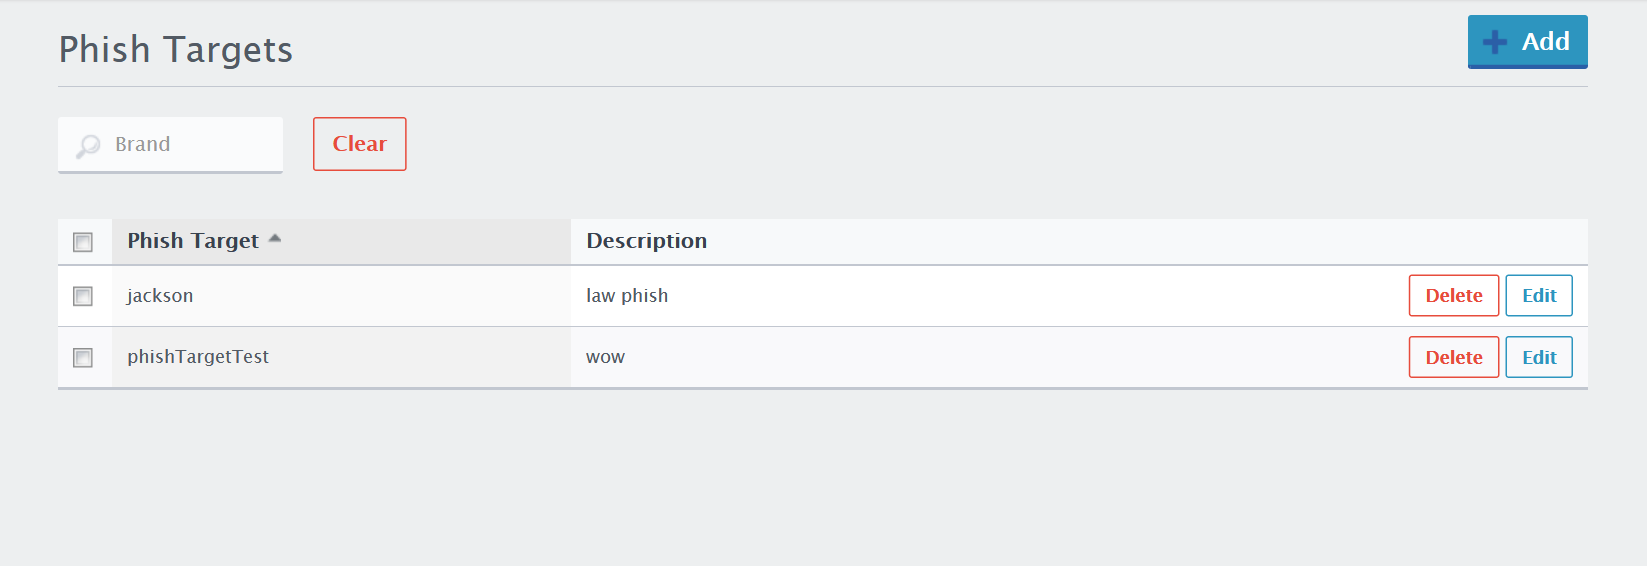 Phish Targets
Add
Brand
Clear
Phish Target Description
jackson law phish Delete Edit
phishTargetTest wow Delete Edit